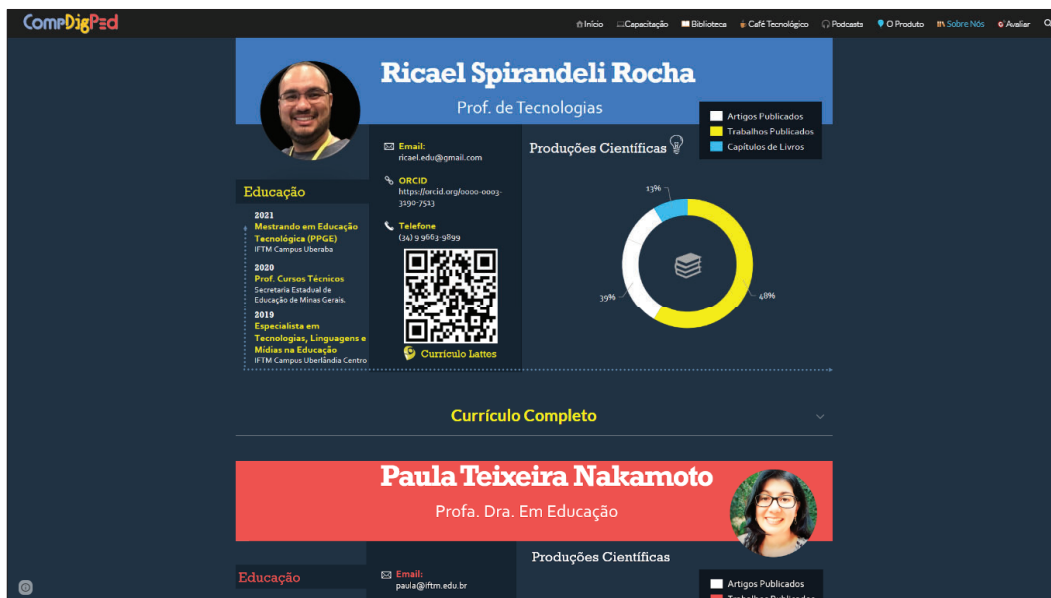 CompDigPed
Início Capacitação Biblioteca Café Tecnológico Podcasts O Produto Sobre Nós Avaliar
Ricael Spirandeli Rocha
Prof. de Tecnologias
Artigos Publicados
Trabalhos Publicados
Capítulos de Livros
Email:
ricael.edu@gmail.com
ORCID
https://orcid.org/0000-0003-
3190-7513
Telefone
(34) 9 9663-9899
Currículo Lattes
Produções Científicas
13%
39%
48%
Educação
2021
Mestrando em Educação
Tecnológica (PPGE)
IFTM Campus Uberaba
2020
Prof. Cursos Técnicos
Secretaria Estadual de
Educação de Minas Gerais.
2019
Especialista em
Tecnologias, Linguagens e
Mídias na Educação
IFTM Campus Uberlândia Centro
Currículo Completo
Paula Teixeira Nakamoto
Profa. Dra. Em Educação
Educação
Email:
paula@iftm.edu.br
Produções Científicas
Artigos Publicados
Trabalhos Publicados